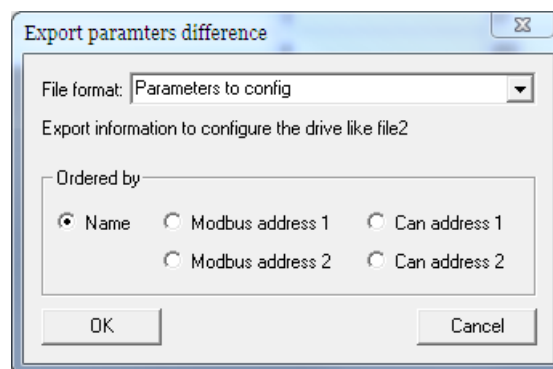 Export paramters difference
File format: Parameters to config
Export information to configure the drive like file2
Ordered by
Name Modbus address 1 Can address 1
Modbus address 2 Can address 2
OK Cancel